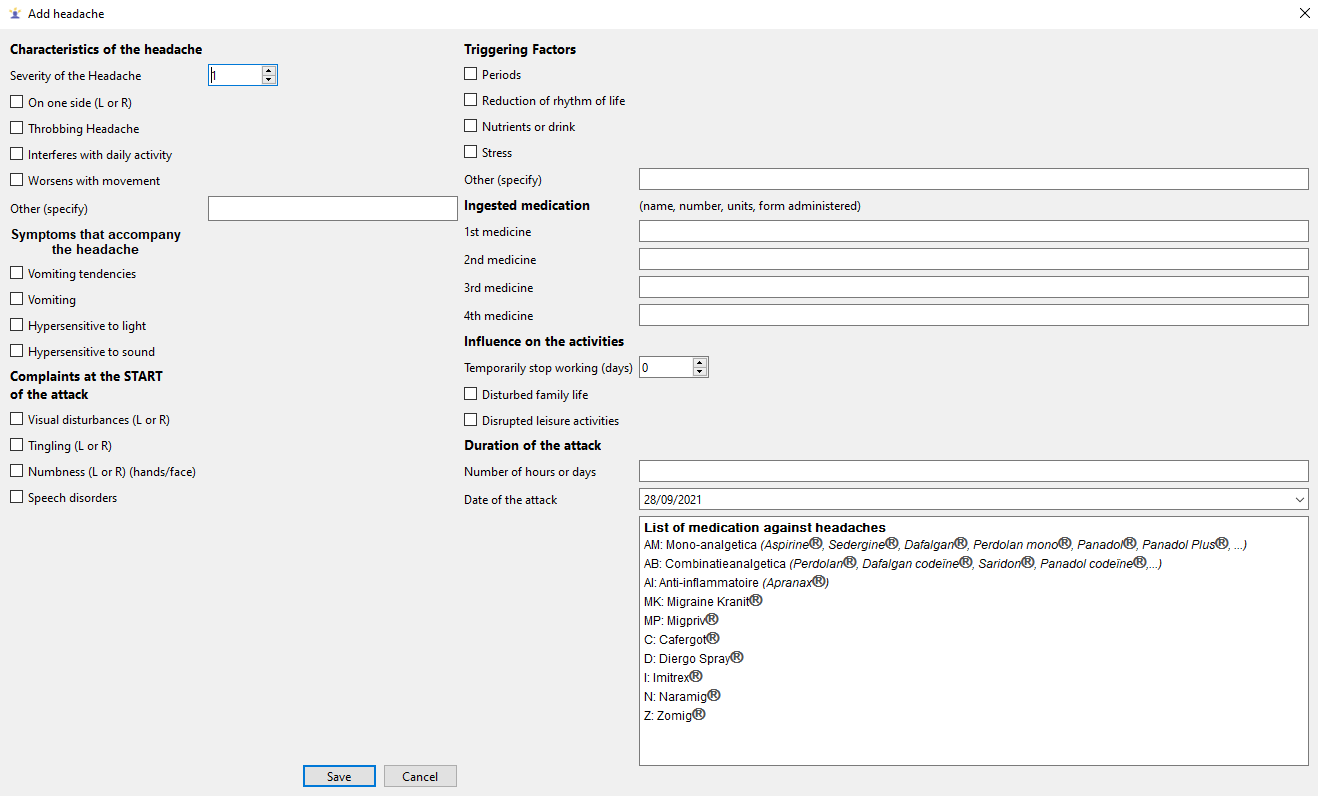 Add headache
Characteristics of the headache
Severity of the Headache
1
On one side (L or R)
Throbbing Headache
Interferes with daily activity
Worsens with movement
Other (specify)
Symptoms that accompany
the headache
Vomiting tendencies
Vomiting
Hypersensitive to light
Hypersensitive to sound
Complaints at the START
of the attack
Visual disturbances (L or R)
Tingling (L or R)
Numbness (L or R) (hands/face)
Speech disorders
Triggering Factors
Periods
Reduction of rhythm of life
Nutrients or drink
Stress
Other (specify)
Ingested medication (name, number, units, form administered)
1st medicine
2nd medicine
3rd medicine
4th medicine
Influence on the activities
Temporarily stop working (days) 0
Disturbed family life
Disrupted leisure activities
Duration of the attack
Number of hours or days
Date of the attack 28/09/2021
List of medication against headaches
AM: Mono-analgetica (Aspirine®, Sedergine®, Dafalgan®, Perdolan mono®, Panadol®, Panadol Plus®, ...)
AB: Combinatieanalgetica (Perdolan®, Dafalgan codeïne®, Saridon®, Panadol codeïne®,...)
AI: Anti-inflammatoire (Apranax®)
MK: Migraine Kranit®
MP: Migpriv®
C: Cafergot®
D: Diergo Spray®
I: Imitrex®
N: Naramig®
Z: Zomig®
Save Cancel